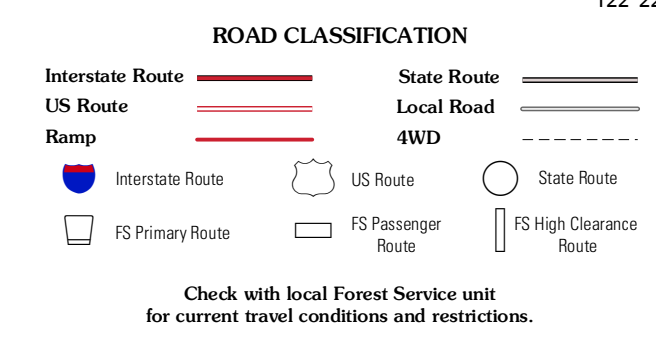 122 22
ROAD CLASSIFICATION
Interstate Route
State Route
US Route
Local Road
Ramp
4WD
Interstate Route
US Route
State Route
FS Primary Route
FS Passenger
Route
FS High Clearance
Route
Check with local Forest Service unit
for current travel conditions and restrictions.